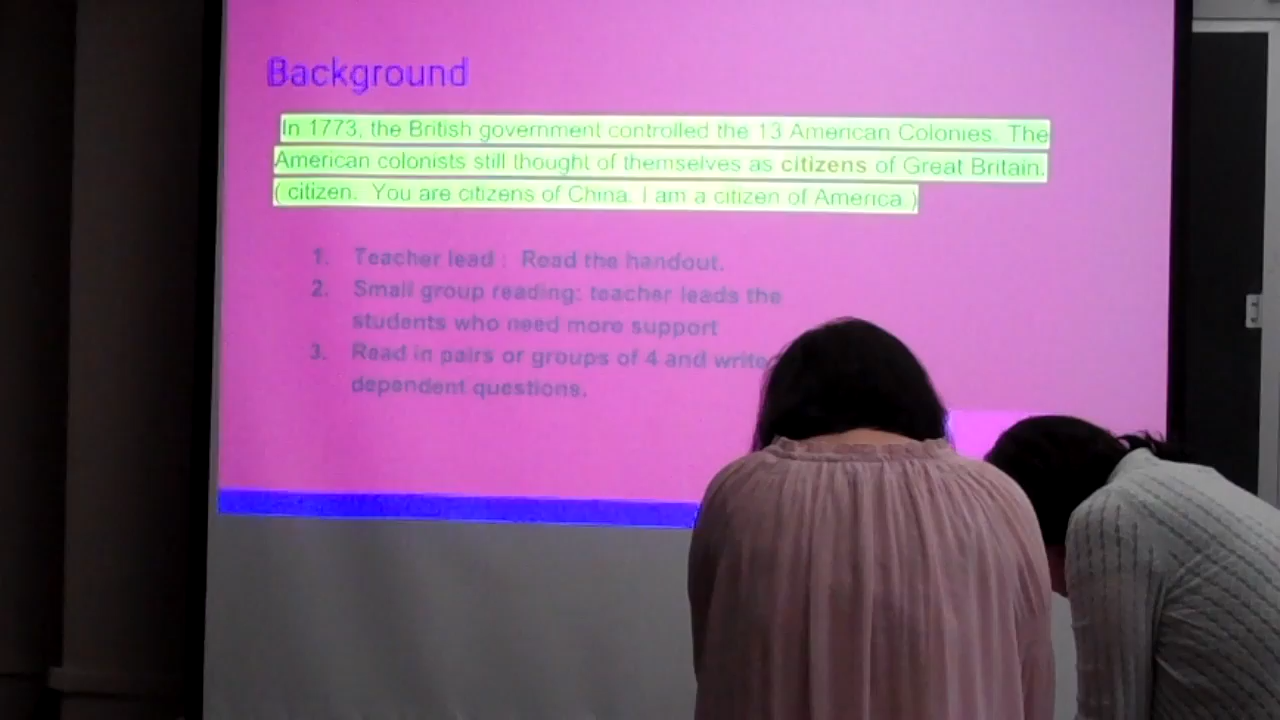 Background
In 1773, the British government controlled the 13 American Colonies. The
American colonists still thought of themselves as citizens of Great Britain.
( citizen. You are citizens of China. I am a citizen of America.)
1. Teacher lead : Read the handout.
2. Small group reading: teacher leads the
students who need more support
3. Read in pairs or groups of 4 and write
dependent questions.